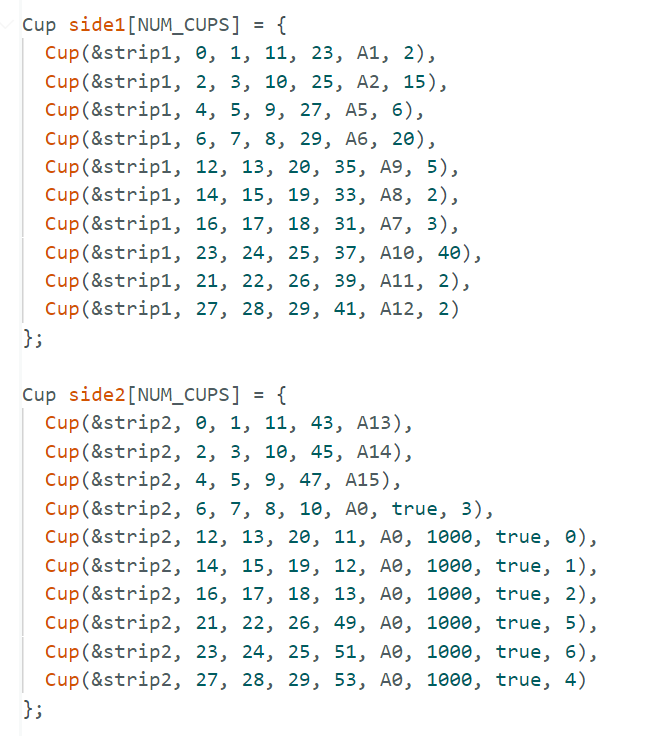 Cup side1[NUM_CUPS] = {
  Cup(&strip1, 0, 1, 11, 23, A1, 2),
  Cup(&strip1, 2, 3, 10, 25, A2, 15),
  Cup(&strip1, 4, 5, 9, 27, A5, 6),
  Cup(&strip1, 6, 7, 8, 29, A6, 20),
  Cup(&strip1, 12, 13, 20, 35, A9, 5),
  Cup(&strip1, 14, 15, 19, 33, A8, 2),
  Cup(&strip1, 16, 17, 18, 31, A7, 3),
  Cup(&strip1, 23, 24, 25, 37, A10, 40),
  Cup(&strip1, 21, 22, 26, 39, A11, 2),
  Cup(&strip1, 27, 28, 29, 41, A12, 2)
};

Cup side2[NUM_CUPS] = {
  Cup(&strip2, 0, 1, 11, 43, A13),
  Cup(&strip2, 2, 3, 10, 45, A14),
  Cup(&strip2, 4, 5, 9, 47, A15),
  Cup(&strip2, 6, 7, 8, 10, A0, true, 3),
  Cup(&strip2, 12, 13, 20, 11, A0, 1000, true, 0),
  Cup(&strip2, 14, 15, 19, 12, A0, 1000, true, 1),
  Cup(&strip2, 16, 17, 18, 13, A0, 1000, true, 2),
  Cup(&strip2, 21, 22, 26, 49, A0, 1000, true, 5),
  Cup(&strip2, 23, 24, 25, 51, A0, 1000, true, 6),
  Cup(&strip2, 27, 28, 29, 53, A0, 1000, true, 4)
};